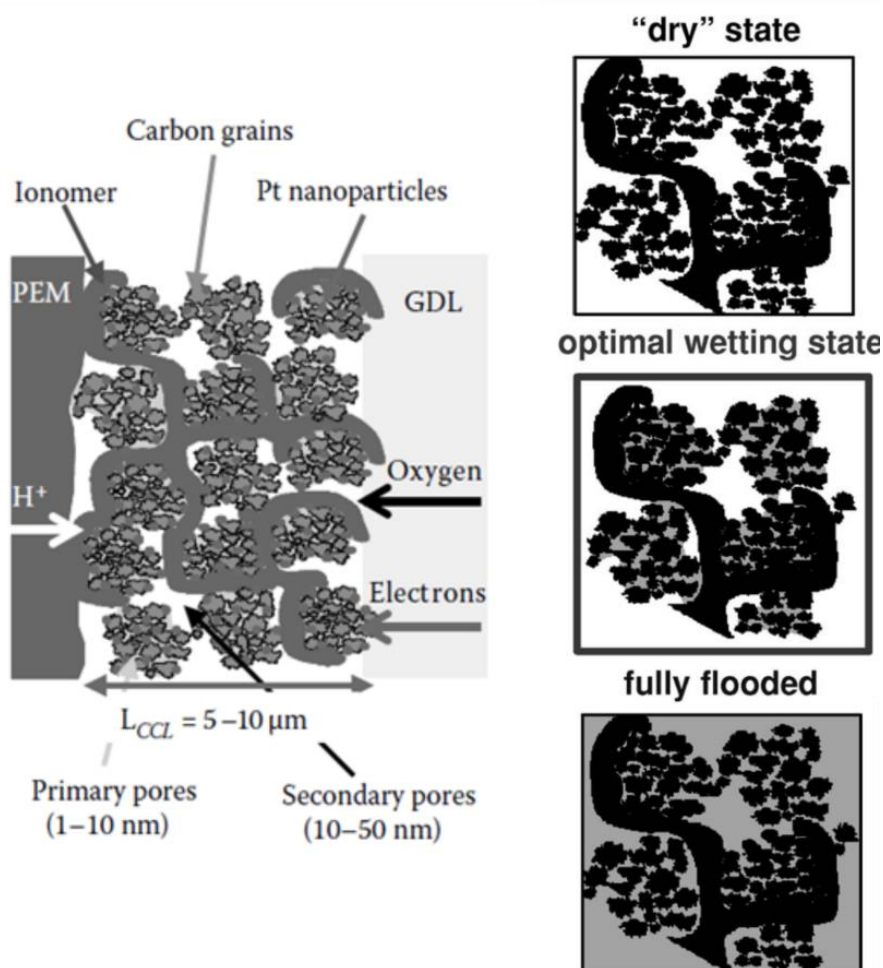 Carbon grains
Ionomer
Pt nanoparticles
PEM
GDL
Oxygen
H⁺
Electrons
L_CCL = 5–10 μm
Primary pores
(1–10 nm)
Secondary pores
(10–50 nm)
“dry” state
optimal wetting state
fully flooded